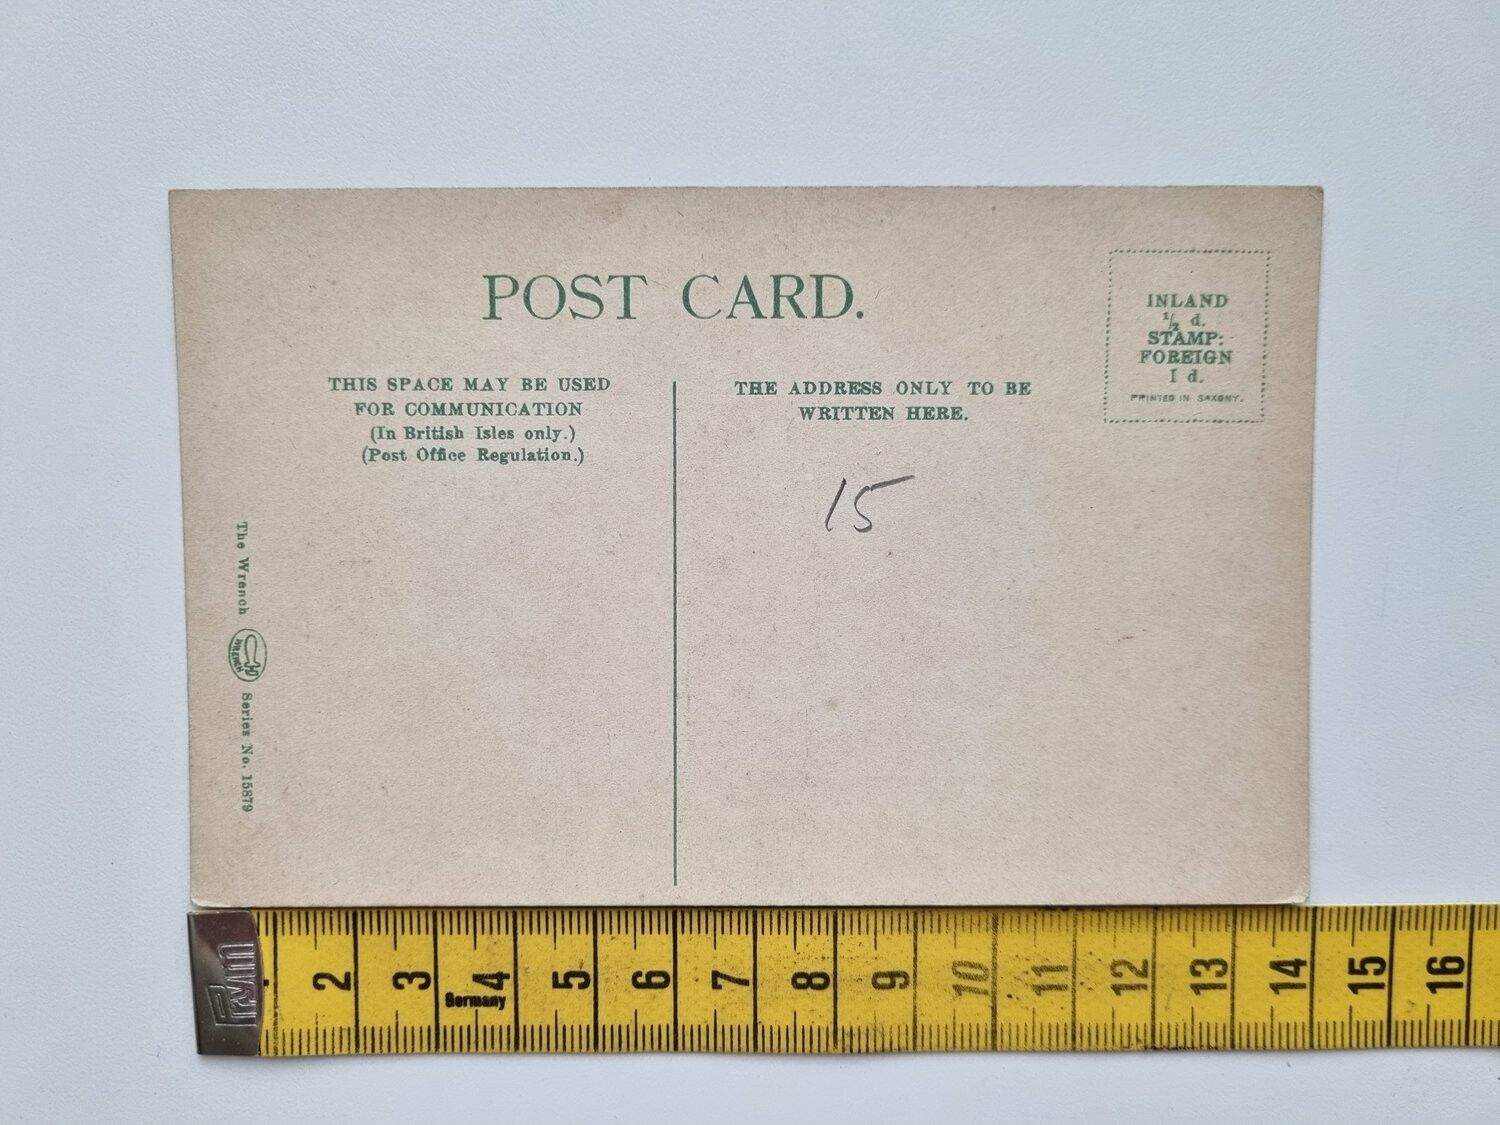 POST CARD.
INLAND
½ d.
STAMP:
FOREIGN
1 d.
PRINTED IN SAXONY.
THIS SPACE MAY BE USED
FOR COMMUNICATION
(In British Isles only.)
(Post Office Regulation.)
THE ADDRESS ONLY TO BE
WRITTEN HERE.
15
The Wrench WRENCH Series No. 15879
Prym 2 3 4 5 6 7 8 9 10 11 12 13 14 15 16
Germany